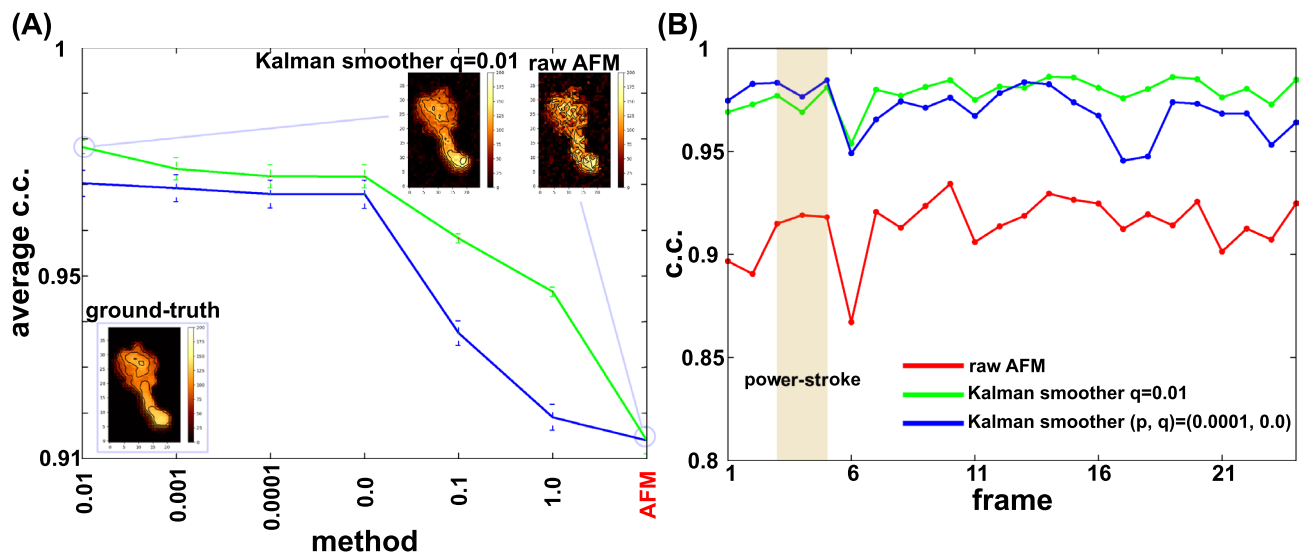 (A)
1
0.95
0.91
average c.c.
Kalman smoother q=0.01
raw AFM
ground-truth
0.01
0.001
0.0001
0.0
0.1
1.0
AFM
method
(B)
1
0.95
0.9
0.85
0.8
c.c.
power-stroke
raw AFM
Kalman smoother q=0.01
Kalman smoother (p, q)=(0.0001, 0.0)
1
6
11
16
21
frame